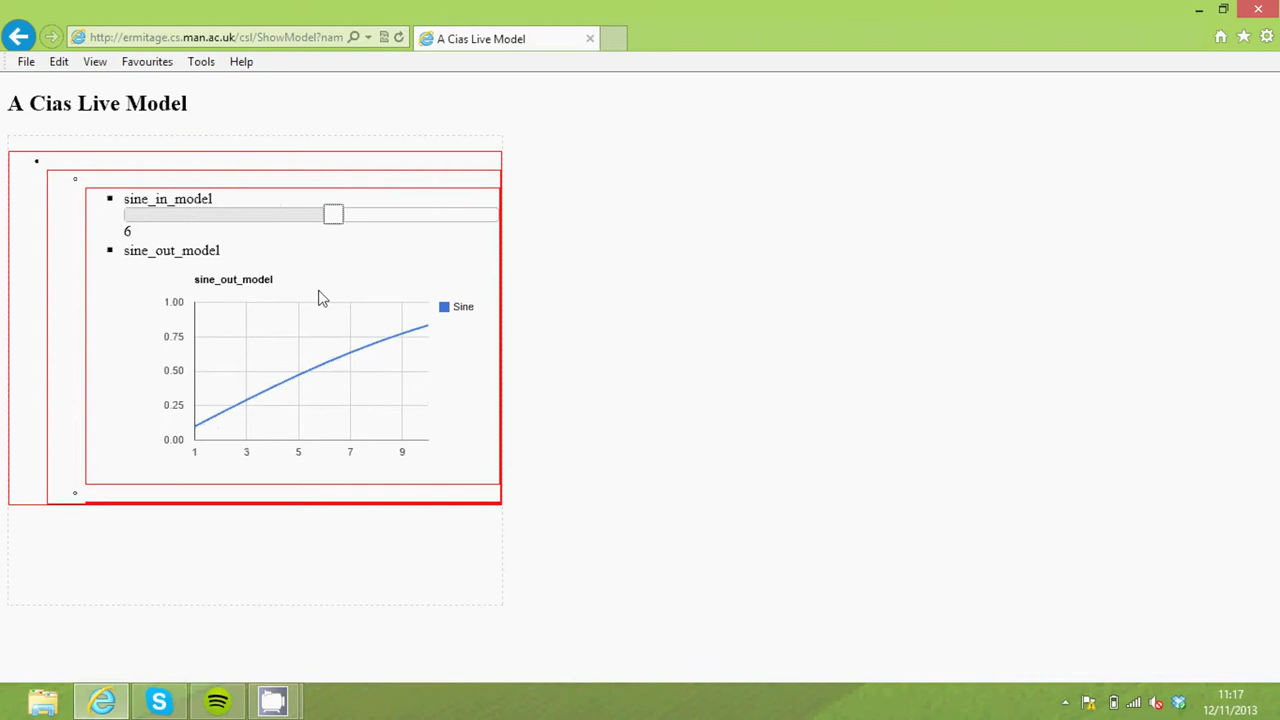 http://ermitage.cs.man.ac.uk/csl/ShowModel?nam
A Cias Live Model
File Edit View Favourites Tools Help
A Cias Live Model
sine_in_model
6
sine_out_model
sine_out_model
1.00
0.75
0.50
0.25
0.00
1 3 5 7 9
Sine
11:17
12/11/2013